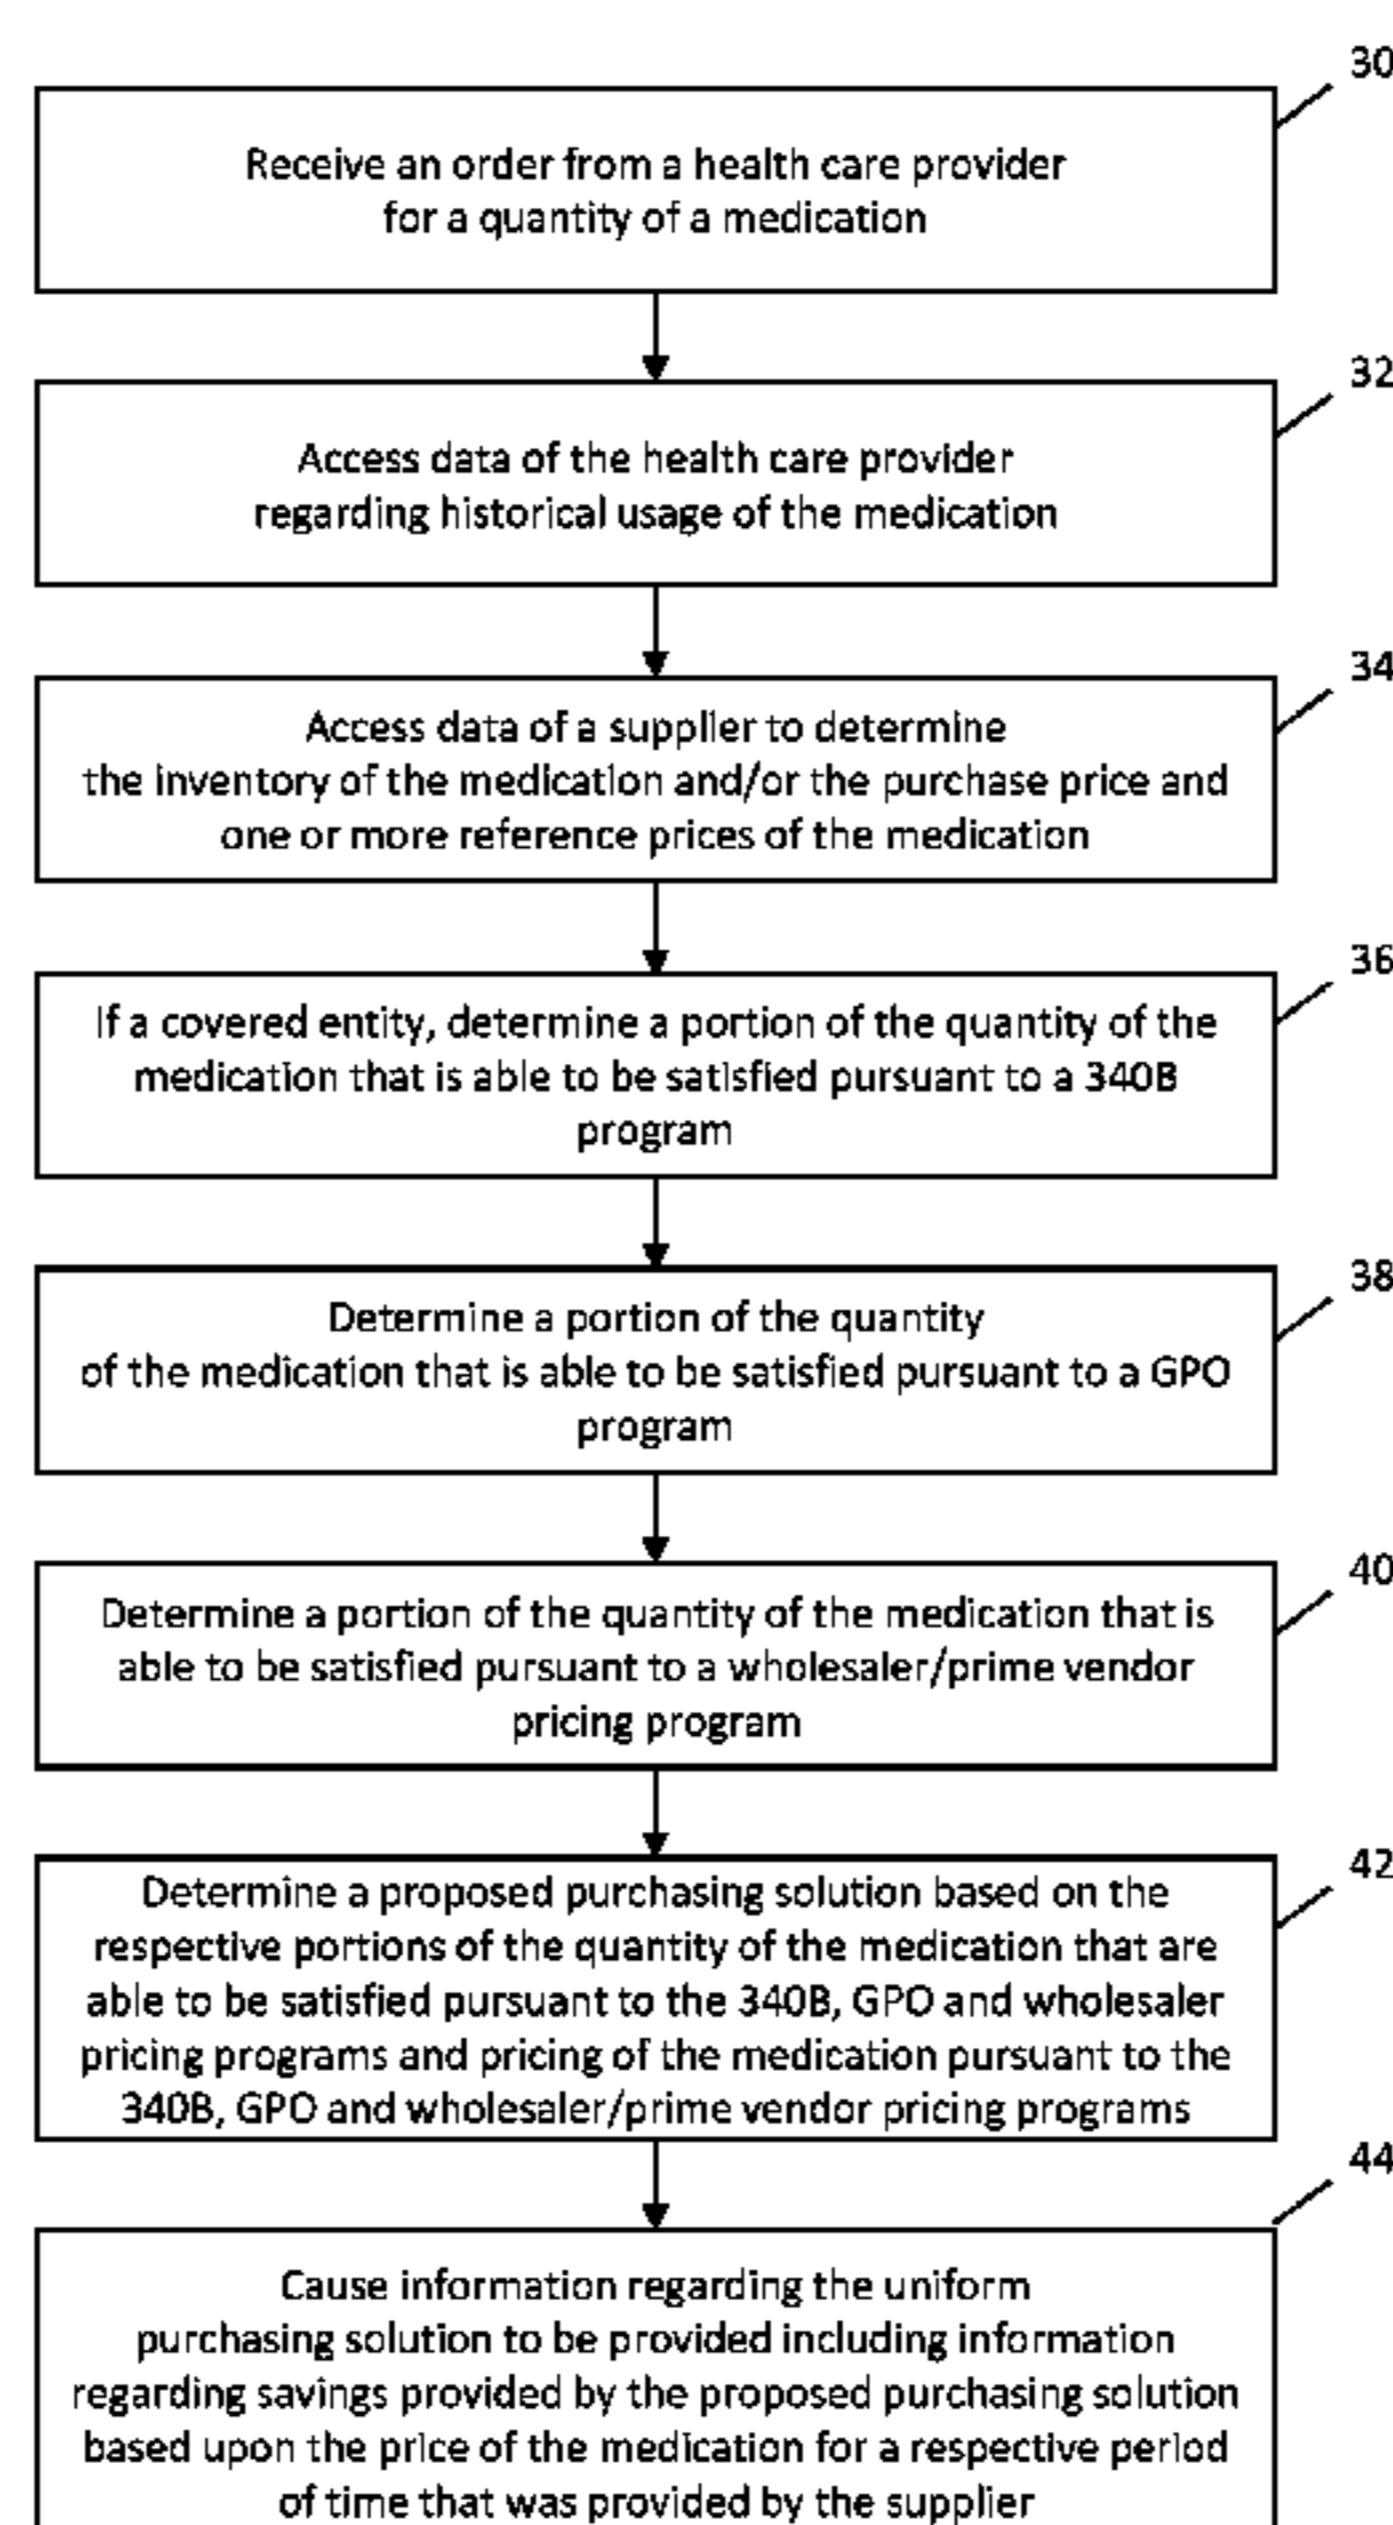 30
Receive an order from a health care provider
for a quantity of a medication
32
Access data of the health care provider
regarding historical usage of the medication
34
Access data of a supplier to determine
the inventory of the medication and/or the purchase price and
one or more reference prices of the medication
36
If a covered entity, determine a portion of the quantity of the
medication that is able to be satisfied pursuant to a 340B
program
38
Determine a portion of the quantity
of the medication that is able to be satisfied pursuant to a GPO
program
40
Determine a portion of the quantity of the medication that is
able to be satisfied pursuant to a wholesaler/prime vendor
pricing program
42
Determine a proposed purchasing solution based on the
respective portions of the quantity of the medication that are
able to be satisfied pursuant to the 340B, GPO and wholesaler
pricing programs and pricing of the medication pursuant to the
340B, GPO and wholesaler/prime vendor pricing programs
44
Cause information regarding the uniform
purchasing solution to be provided including information
regarding savings provided by the proposed purchasing solution
based upon the price of the medication for a respective period
of time that was provided by the supplier